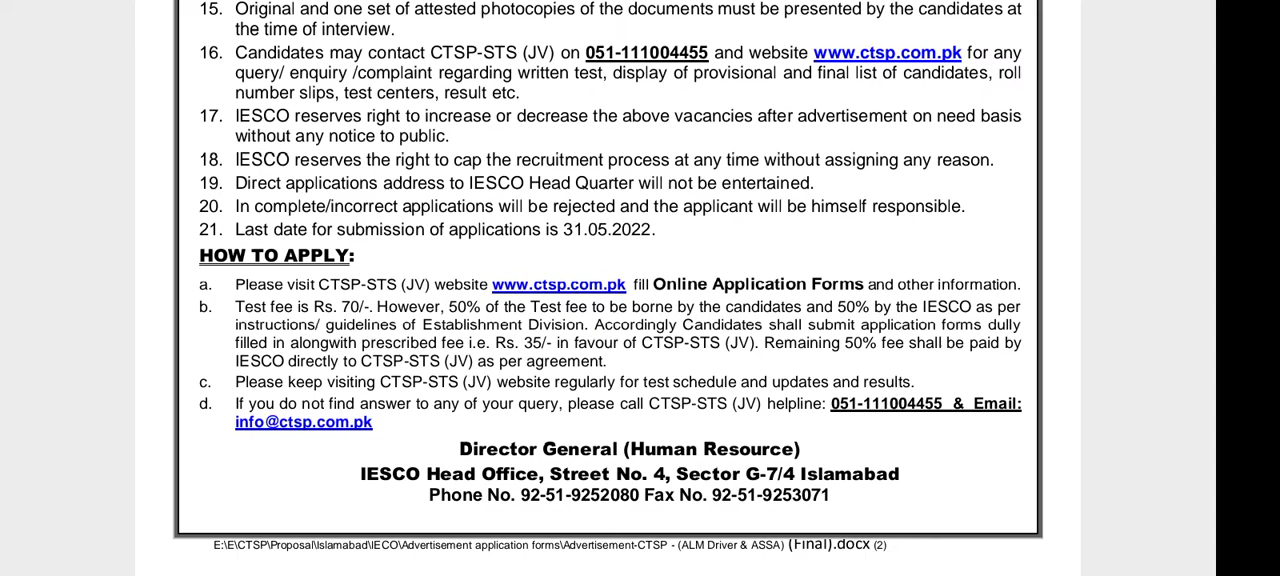 15. Original and one set of attested photocopies of the documents must be presented by the candidates at
the time of interview.
16. Candidates may contact CTSP-STS (JV) on 051-111004455 and website www.ctsp.com.pk for any
query/ enquiry /complaint regarding written test, display of provisional and final list of candidates, roll
number slips, test centers, result etc.
17. IESCO reserves right to increase or decrease the above vacancies after advertisement on need basis
without any notice to public.
18. IESCO reserves the right to cap the recruitment process at any time without assigning any reason.
19. Direct applications address to IESCO Head Quarter will not be entertained.
20. In complete/incorrect applications will be rejected and the applicant will be himself responsible.
21. Last date for submission of applications is 31.05.2022.
HOW TO APPLY:
a. Please visit CTSP-STS (JV) website www.ctsp.com.pk fill Online Application Forms and other information.
b. Test fee is Rs. 70/-. However, 50% of the Test fee to be borne by the candidates and 50% by the IESCO as per
instructions/ guidelines of Establishment Division. Accordingly Candidates shall submit application forms dully
filled in alongwith prescribed fee i.e. Rs. 35/- in favour of CTSP-STS (JV). Remaining 50% fee shall be paid by
IESCO directly to CTSP-STS (JV) as per agreement.
c. Please keep visiting CTSP-STS (JV) website regularly for test schedule and updates and results.
d. If you do not find answer to any of your query, please call CTSP-STS (JV) helpline: 051-111004455 & Email:
info@ctsp.com.pk
Director General (Human Resource)
IESCO Head Office, Street No. 4, Sector G-7/4 Islamabad
Phone No. 92-51-9252080 Fax No. 92-51-9253071
E:\E\CTSP\Proposal\Islamabad\IECO\Advertisement application forms\Advertisement-CTSP - (ALM Driver & ASSA) (Final).docx (2)